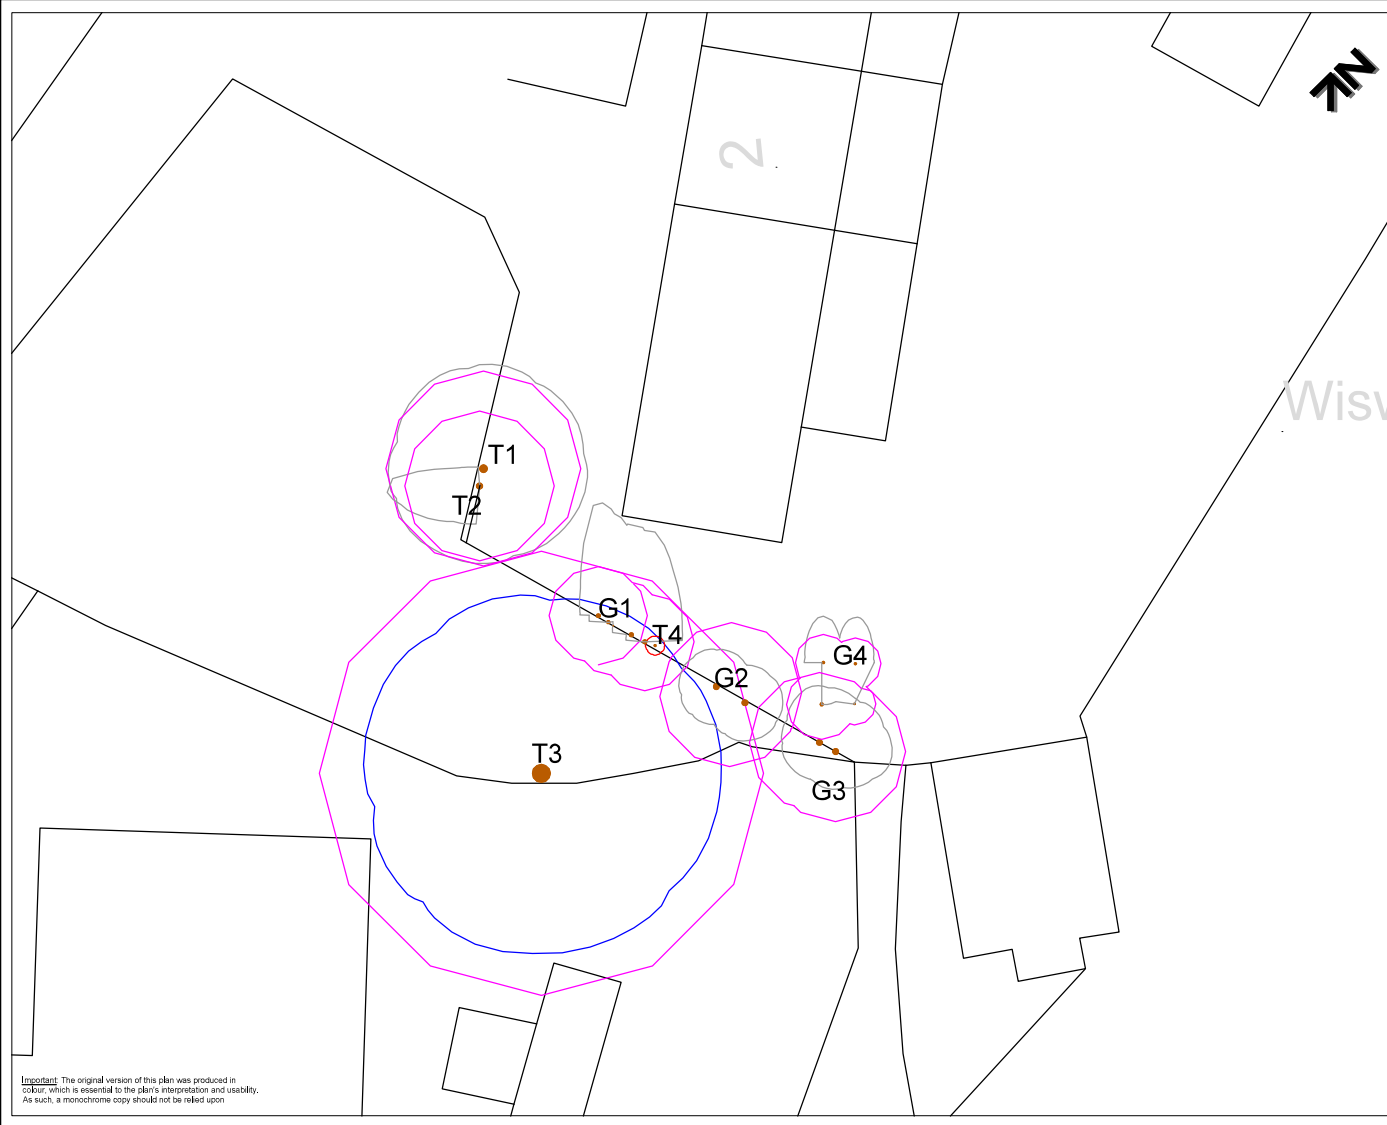 N
2
Wisw
T1
T2
G1
T4
G2
G4
T3
G3
Important: The original version of this plan was produced in
colour, which is essential to the plan's interpretation and usability.
As such, a monochrome copy should not be relied upon